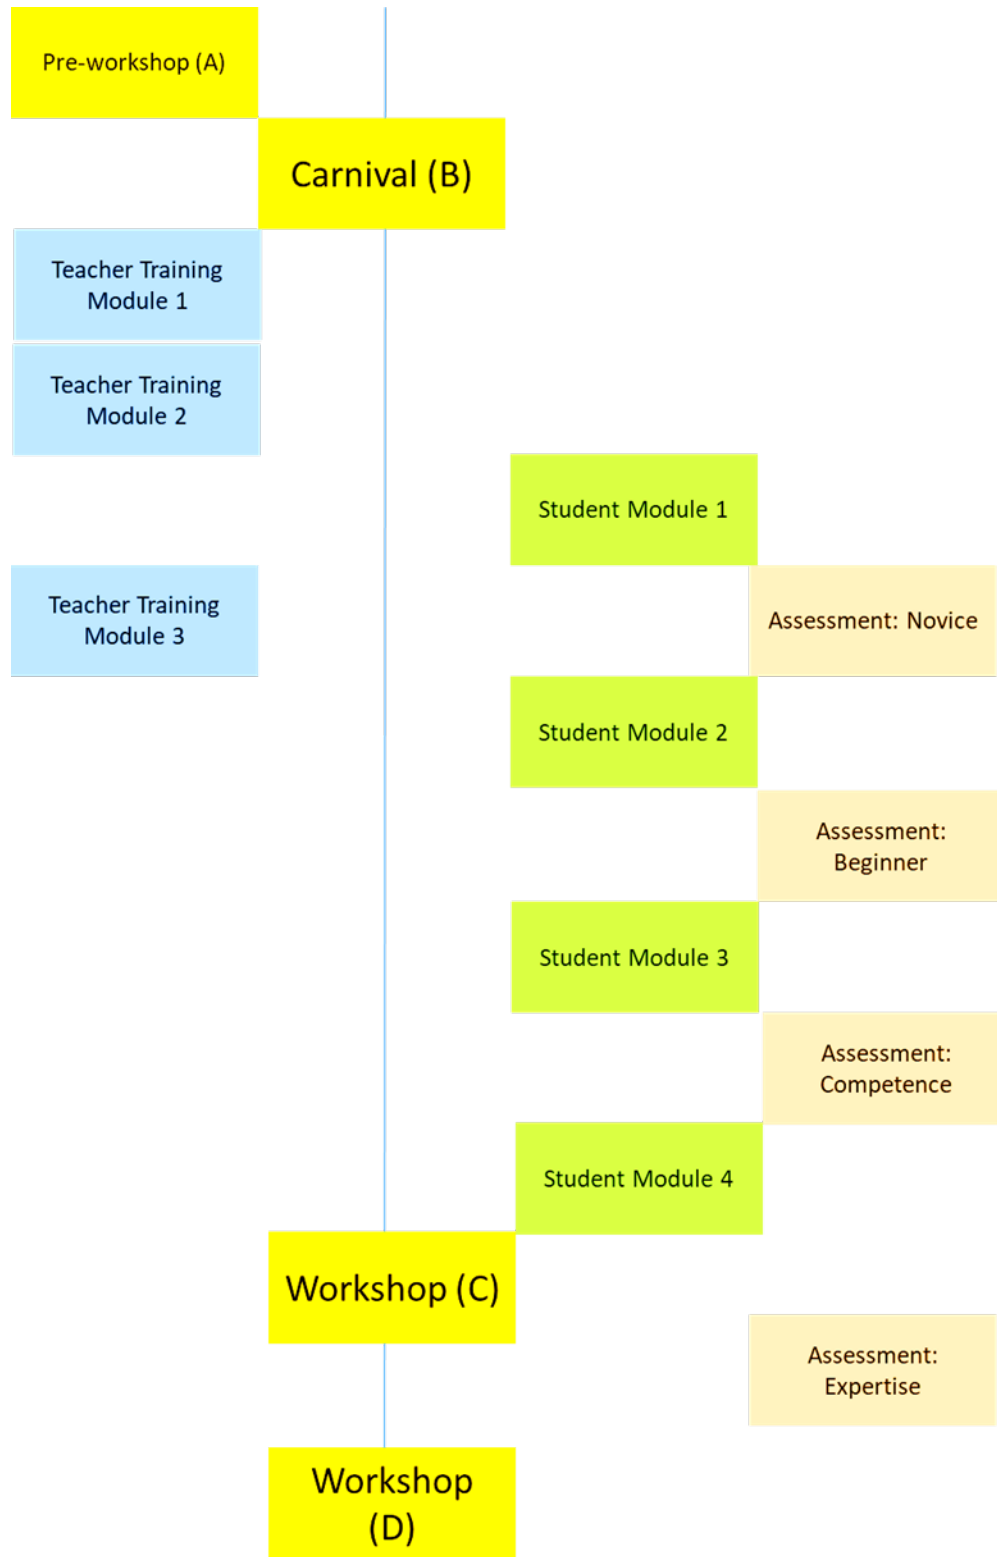 Pre-workshop (A)
Carnival (B)
Teacher Training
Module 1
Teacher Training
Module 2
Student Module 1
Teacher Training
Module 3
Assessment: Novice
Student Module 2
Assessment:
Beginner
Student Module 3
Assessment:
Competence
Student Module 4
Workshop (C)
Assessment:
Expertise
Workshop
(D)